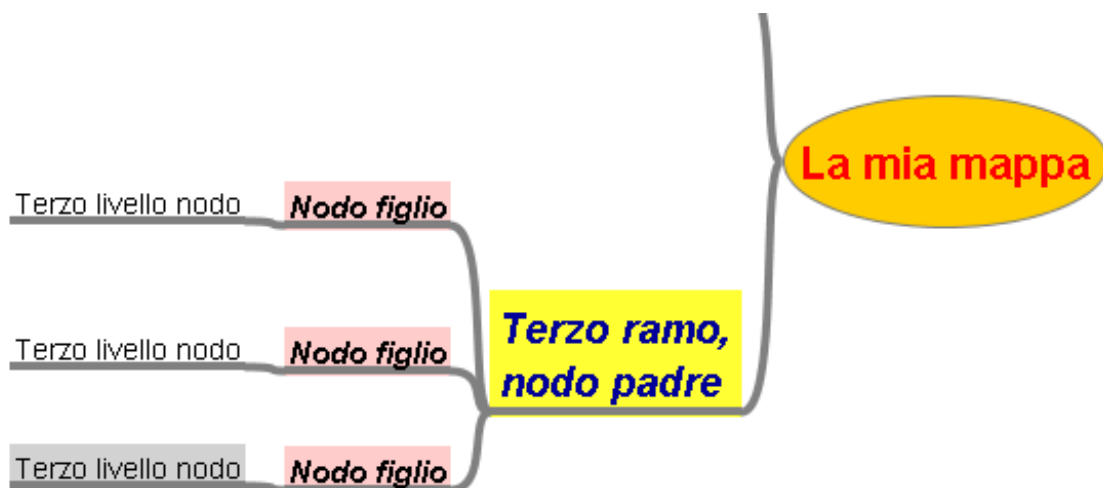 La mia mappa
Terzo livello nodo
Nodo figlio
Terzo ramo,
nodo padre
Terzo livello nodo
Nodo figlio
Terzo livello nodo
Nodo figlio